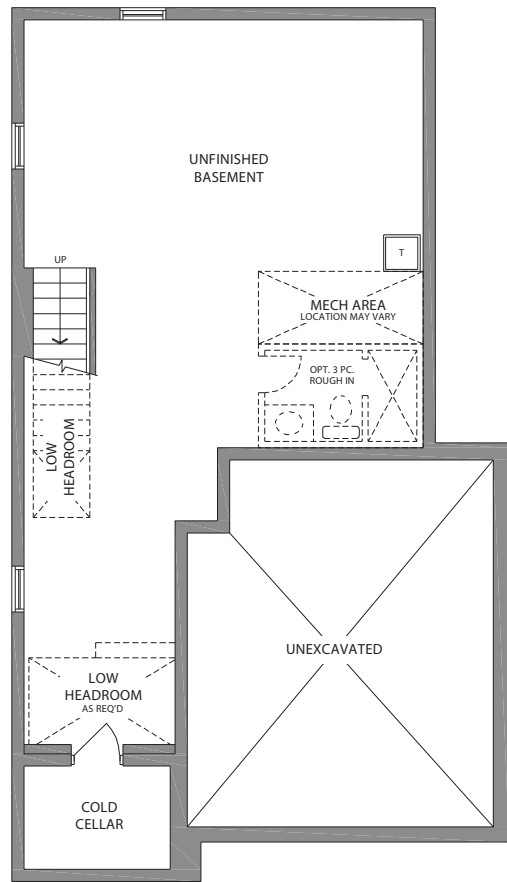 UNFINISHED
BASEMENT
T
UP
MECH AREA
LOCATION MAY VARY
OPT. 3 PC.
ROUGH IN
LOW
HEADROOM
UNEXCAVATED
LOW
HEADROOM
AS REQ'D
COLD
CELLAR